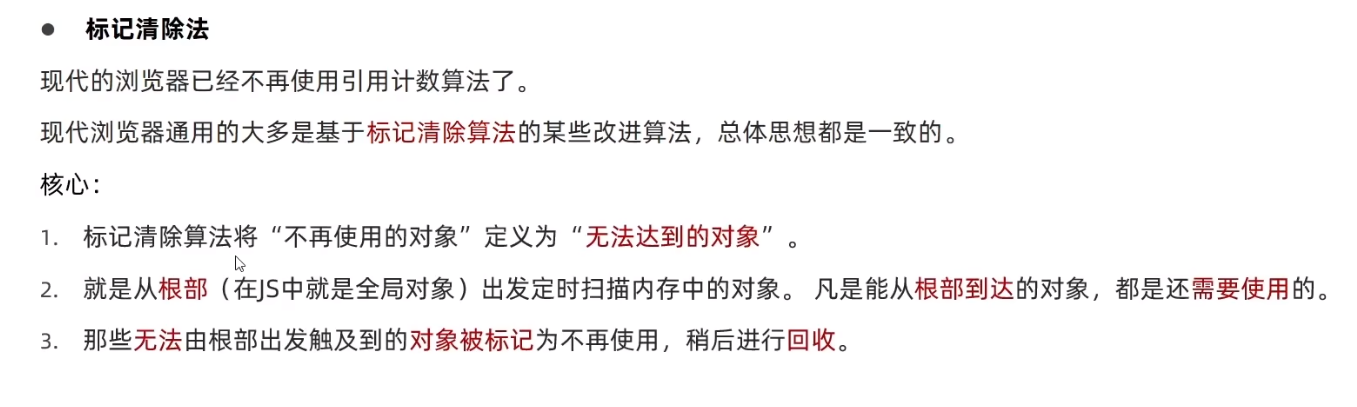 ● 标记清除法
现代的浏览器已经不再使用引用计数算法了。
现代浏览器通用的大多是基于标记清除算法的某些改进算法，总体思想都是一致的。
核心：
1. 标记清除算法将“不再使用的对象”定义为“无法达到的对象”。
2. 就是从根部（在JS中就是全局对象）出发定时扫描内存中的对象。 凡是能从根部到达的对象，都是还需要使用的。
3. 那些无法由根部出发触及到的对象被标记为不再使用，稍后进行回收。